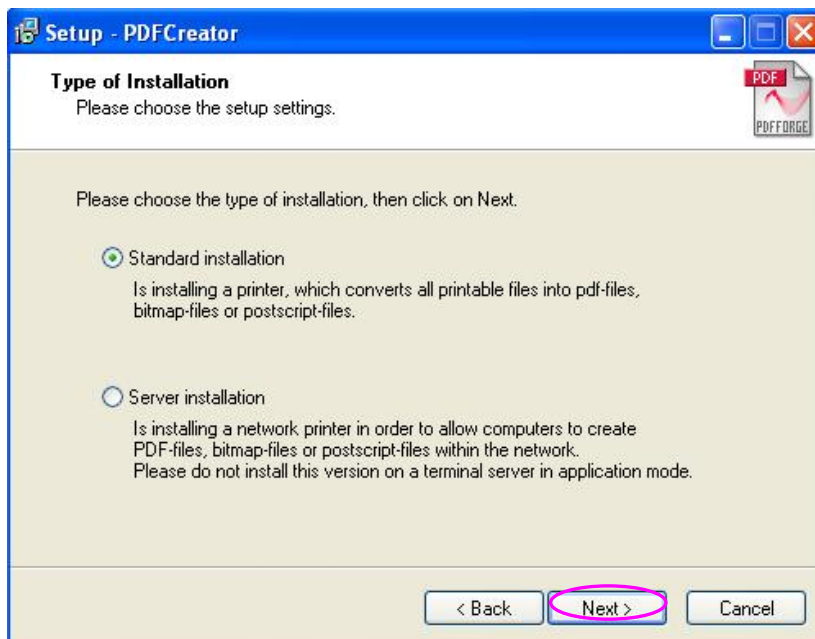 Setup - PDFCreator
Type of Installation
Please choose the setup settings.
PDF
PDFFORGE
Please choose the type of installation, then click on Next.
Standard installation
Is installing a printer, which converts all printable files into pdf-files,
bitmap-files or postscript-files.
Server installation
Is installing a network printer in order to allow computers to create
PDF-files, bitmap-files or postscript-files within the network.
Please do not install this version on a terminal server in application mode.
< Back
Next >
Cancel